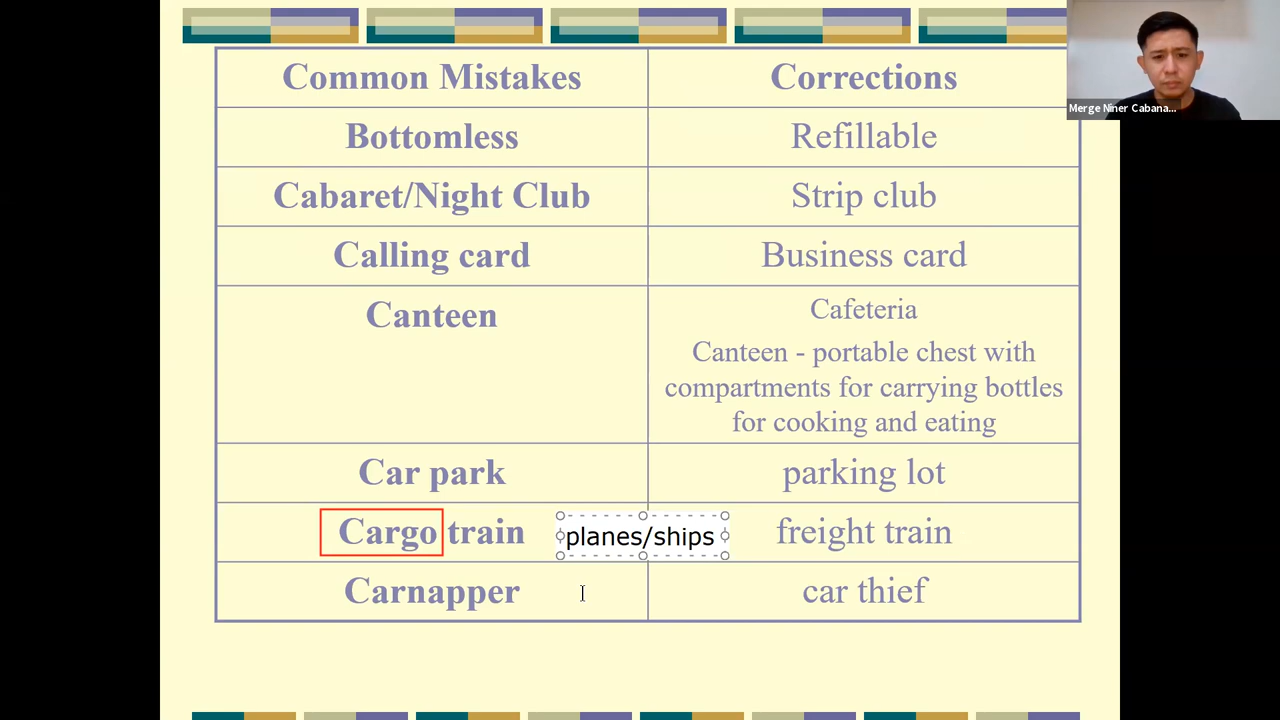 Common Mistakes
Corrections
Merge Niner Cabana...
Bottomless
Refillable
Cabaret/Night Club
Strip club
Calling card
Business card
Canteen
Cafeteria
Canteen - portable chest with
compartments for carrying bottles
for cooking and eating
Car park
parking lot
Cargo train
planes/ships
freight train
Carnapper
car thief